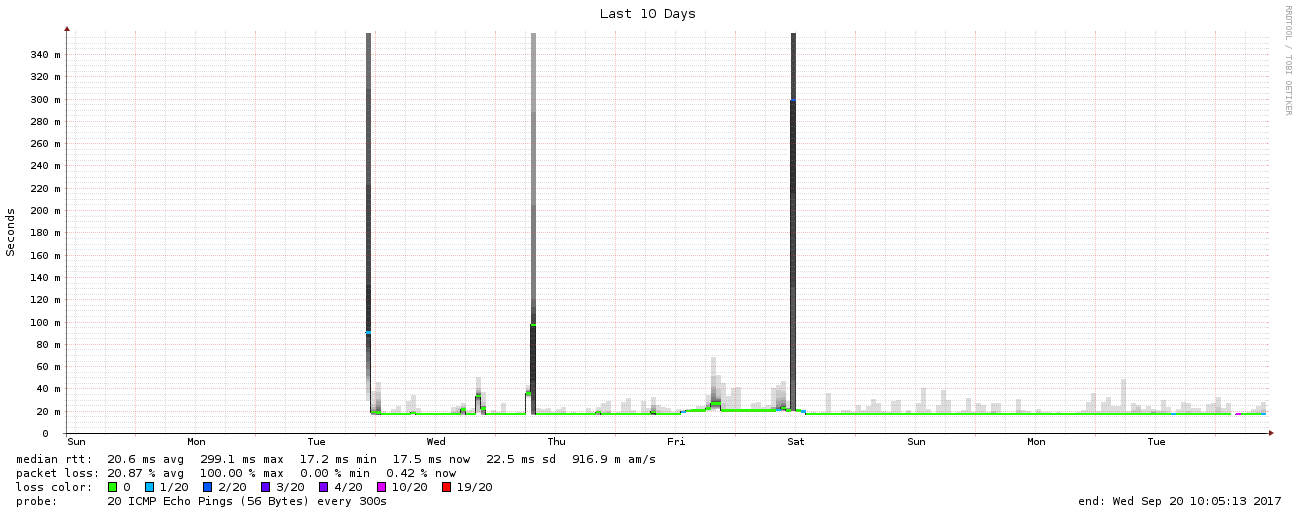 Last 10 Days
RRDTOOL / TOBI OETIKER
Seconds
340 m
320 m
300 m
280 m
260 m
240 m
220 m
200 m
180 m
160 m
140 m
120 m
100 m
80 m
60 m
40 m
20 m
0
Sun Mon Tue Wed Thu Fri Sat Sun Mon Tue
median rtt: 20.6 ms avg 299.1 ms max 17.2 ms min 17.5 ms now 22.5 ms sd 916.9 m am/s
packet loss: 20.87 % avg 100.00 % max 0.00 % min 0.42 % now
loss color: 0 1/20 2/20 3/20 4/20 10/20 19/20
probe: 20 ICMP Echo Pings (56 Bytes) every 300s end: Wed Sep 20 10:05:13 2017